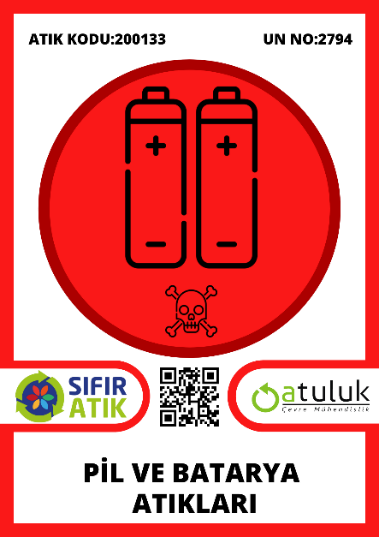 ATIK KODU:200133
UN NO:2794
SIFIR
ATIK
atuluk
Çevre Mühendislik
PİL VE BATARYA
ATIKLARI